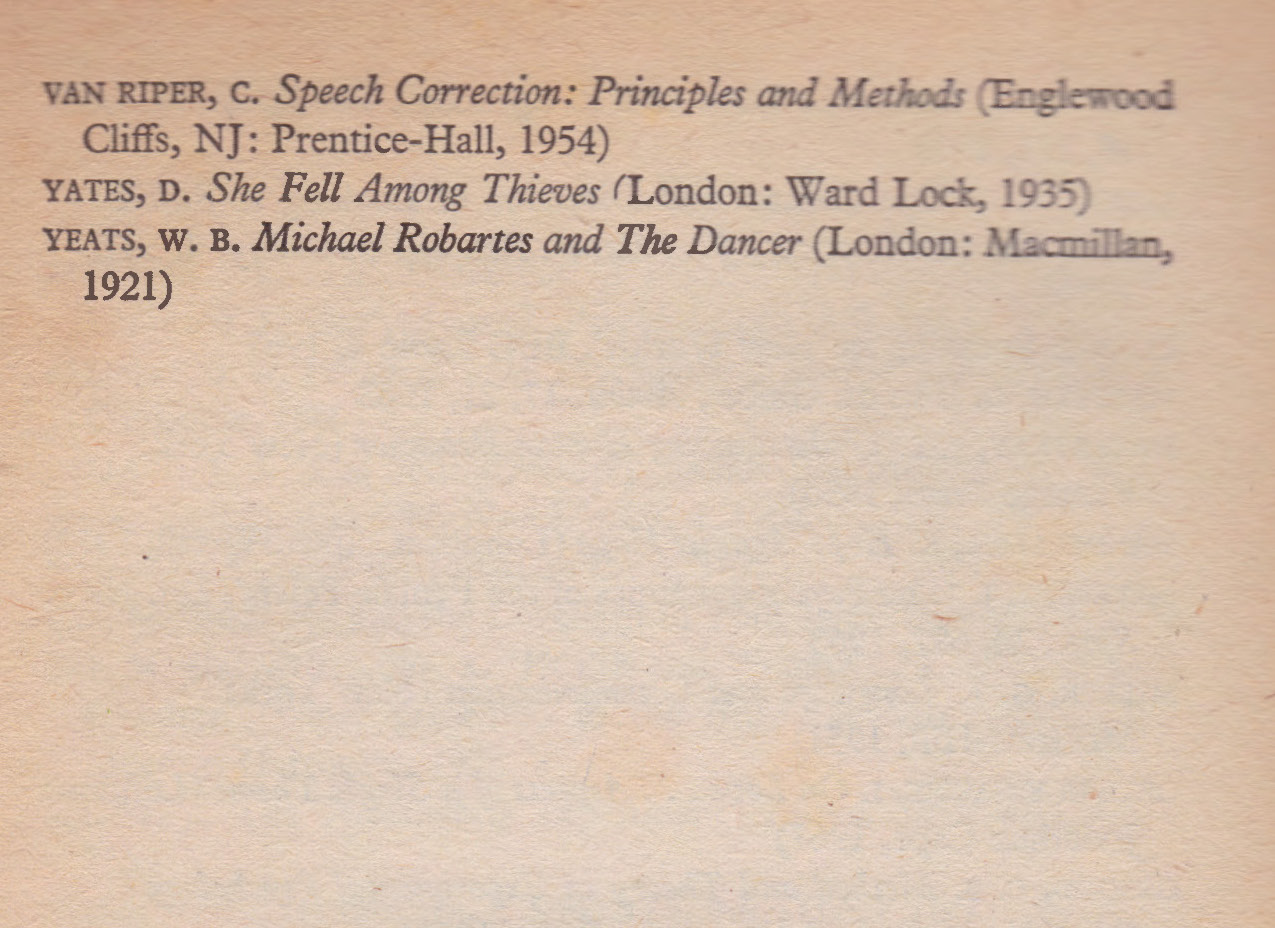 VAN RIPER, C. Speech Correction: Principles and Methods (Englewood
Cliffs, NJ: Prentice-Hall, 1954)
YATES, D. She Fell Among Thieves (London: Ward Lock, 1935)
YEATS, W. B. Michael Robartes and The Dancer (London: Macmillan,
1921)